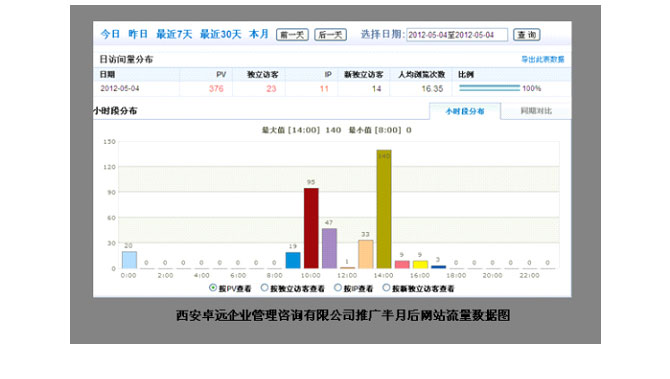 今日 昨日 最近7天 最近30天 本月 前一天 后一天 选择日期: 2012-05-04至2012-05-04 查询
日访问量分布 导出此表数据
日期 PV 独立访客 IP 新独立访客 人均浏览次数 比例
2012-05-04 376 23 11 14 16.35 100%
小时段分布 小时段分布 同期对比
最大值 [14:00] 140 最小值 [8:00] 0
150
120
90
60
30
0
20 0 0 0 0 0 0 0 0 19 95 47 1 33 140 9 9 3 0 0 0 0 0 0
0:00 2:00 4:00 6:00 8:00 10:00 12:00 14:00 16:00 18:00 20:00 22:00
按PV查看 按独立访客查看 按IP查看 按新独立访客查看
西安卓远企业管理咨询有限公司推广半月后网站流量数据图